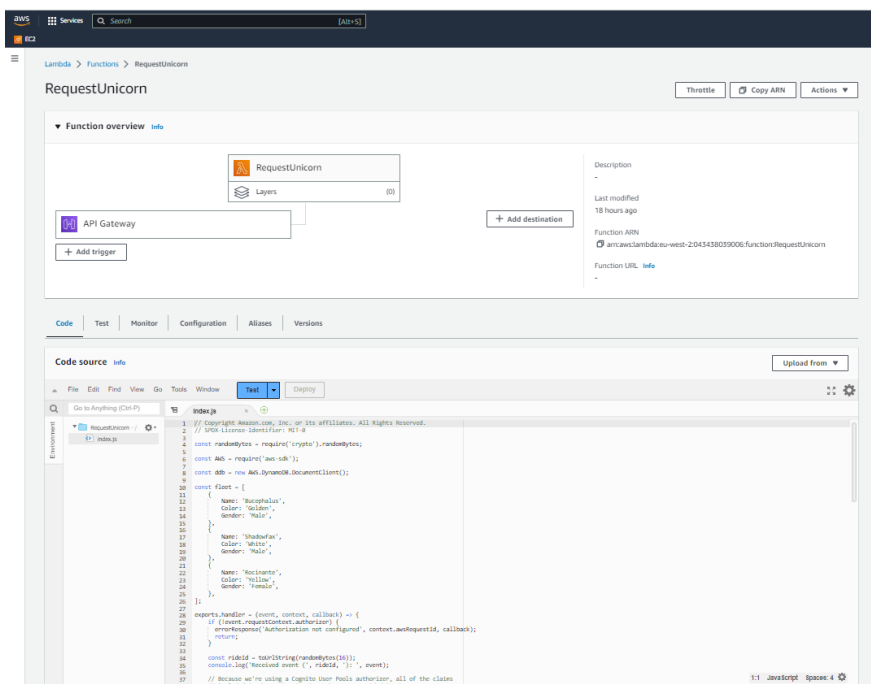 aws
Services
Search
[Alt+S]
EC2
Lambda > Functions > RequestUnicorn
RequestUnicorn
Throttle
Copy ARN
Actions ▼
▼ Function overview Info
RequestUnicorn
Layers (0)
API Gateway
+ Add trigger
+ Add destination
Description
-
Last modified
18 hours ago
Function ARN
arn:aws:lambda:eu-west-2:043438039006:function:RequestUnicorn
Function URL Info
-
Code Test Monitor Configuration Aliases Versions
Code source Info
Upload from ▼
File Edit Find View Go Tools Window Test Deploy
Go to Anything (Ctrl-P)
index.js ×
Environment
RequestUnicorn - /
index.js
1 // Copyright Amazon.com, Inc. or its affiliates. All Rights Reserved.
2 // SPDX-License-Identifier: MIT-0
3
4 const randomBytes = require('crypto').randomBytes;
5
6 const AWS = require('aws-sdk');
7
8 const ddb = new AWS.DynamoDB.DocumentClient();
9
10 const fleet = [
11 {
12 Name: 'Bucephalus',
13 Color: 'Golden',
14 Gender: 'Male',
15 },
16 {
17 Name: 'Shadowfax',
18 Color: 'White',
19 Gender: 'Male',
20 },
21 {
22 Name: 'Rocinante',
23 Color: 'Yellow',
24 Gender: 'Female',
25 },
26 ];
27
28 exports.handler = (event, context, callback) => {
29 if (!event.requestContext.authorizer) {
30 errorResponse('Authorization not configured', context.awsRequestId, callback);
31 return;
32 }
33
34 const rideId = toUrlString(randomBytes(16));
35 console.log('Received event (', rideId, '): ', event);
36
37 // Because we're using a Cognito User Pools authorizer, all of the claims
1:1 JavaScript Spaces: 4